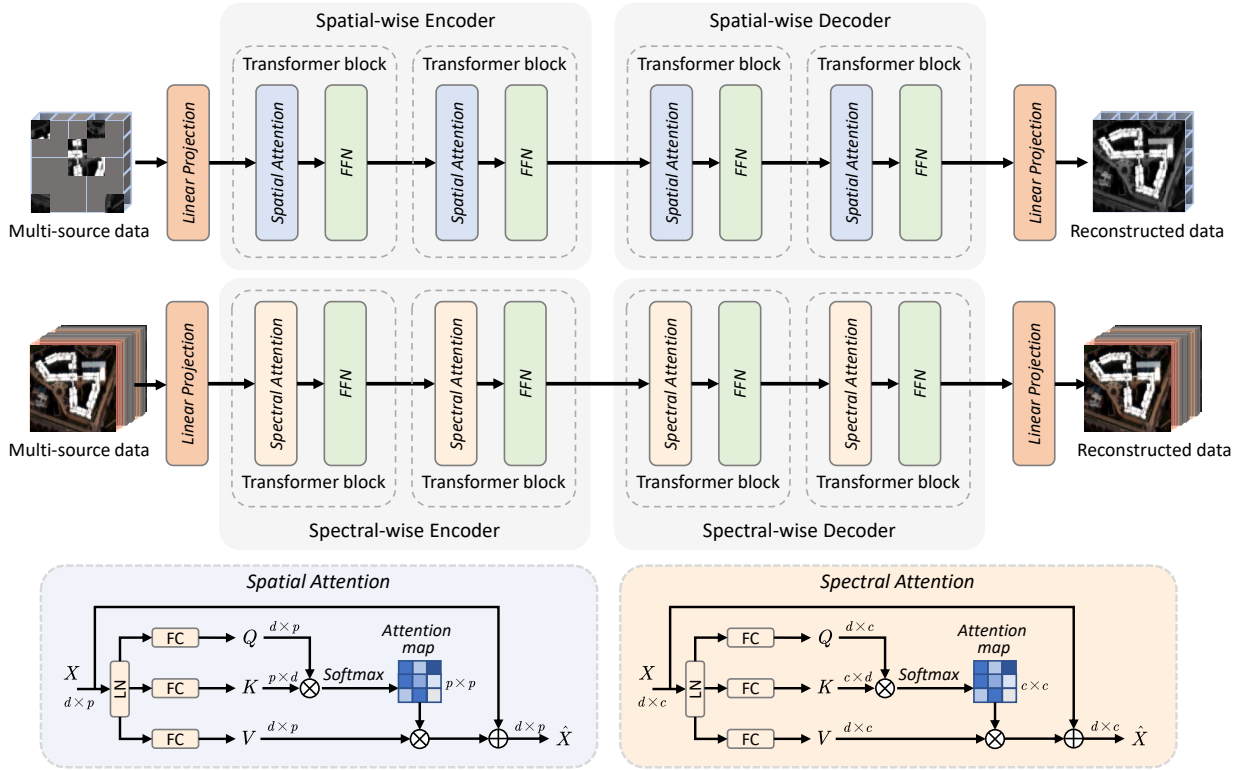 Spatial-wise Encoder
Spatial-wise Decoder
Transformer block
Transformer block
Transformer block
Transformer block
Linear Projection
Spatial Attention
FFN
Spatial Attention
FFN
Spatial Attention
FFN
Spatial Attention
FFN
Linear Projection
Multi-source data
Reconstructed data
Linear Projection
Spectral Attention
FFN
Spectral Attention
FFN
Spectral Attention
FFN
Spectral Attention
FFN
Linear Projection
Multi-source data
Reconstructed data
Transformer block
Transformer block
Transformer block
Transformer block
Spectral-wise Encoder
Spectral-wise Decoder
Spatial Attention
X
d × p
LN
FC
Q
d × p
FC
K
p × d
⊗
Softmax
Attention
map
p × p
FC
V
d × p
⊗
⊕
d × p
X̂
Spectral Attention
X
d × c
LN
FC
Q
d × c
FC
K
c × d
⊗
Softmax
Attention
map
c × c
FC
V
d × c
⊗
⊕
d × c
X̂